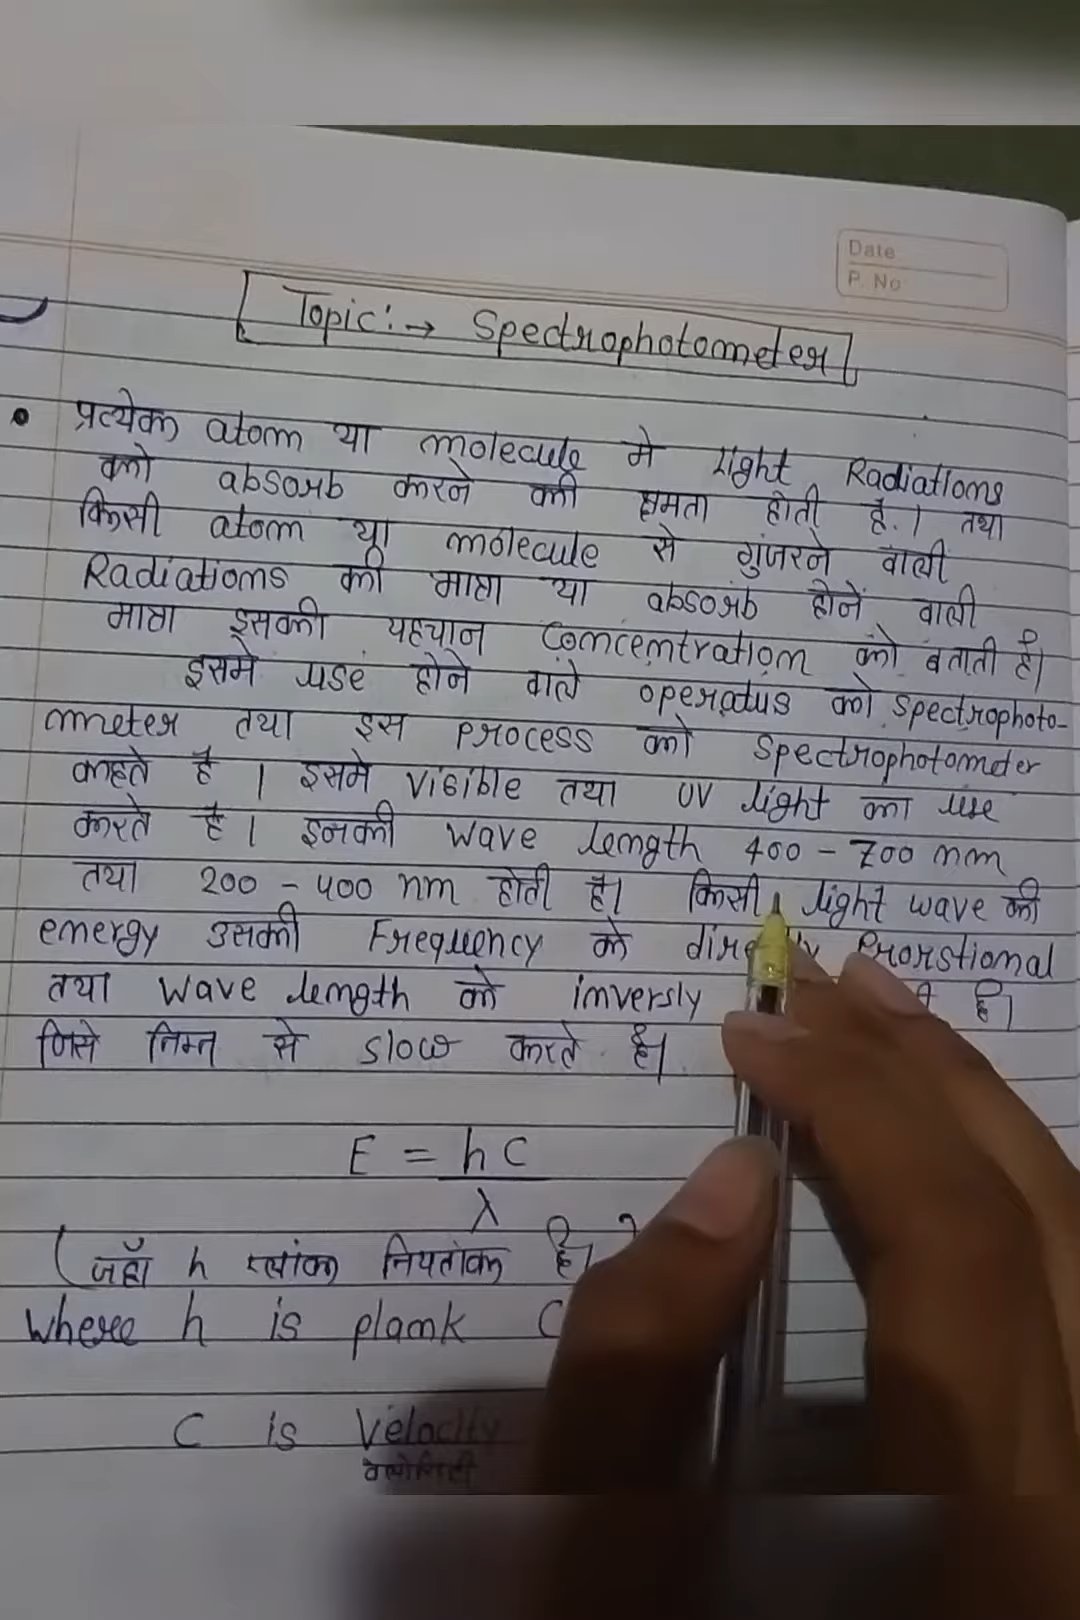 Date
P. No
Topic:→ Spectrophotometer
• प्रत्येक atom या molecule मे light Radiations
को absorb करने की क्षमता होती है. । तथा
किसी atom या molecule से गुंजरने वाली
Radiations की मात्रा या absorb होने वाली
मात्रा इसकी पहचान Concentration को बताती है।
इसमे use होने वाले operatus को spectrophoto-
meter तथा इस process को spectrophotometer
कहते है । इसमे visible तथा UV light का use
करते है । इनकी wave length 400 - 700 nm
तथा 200 - 400 nm होती है। किसी light wave की
energy उसकी Frequency के Prorstional
तथा wave length के inversly है।
जिसे निम्न से slow करते है।
E = hc
λ
(जहाँ h प्लांक नियतांक है।
where h is plank C
C is Velocity
वेलोसिटी